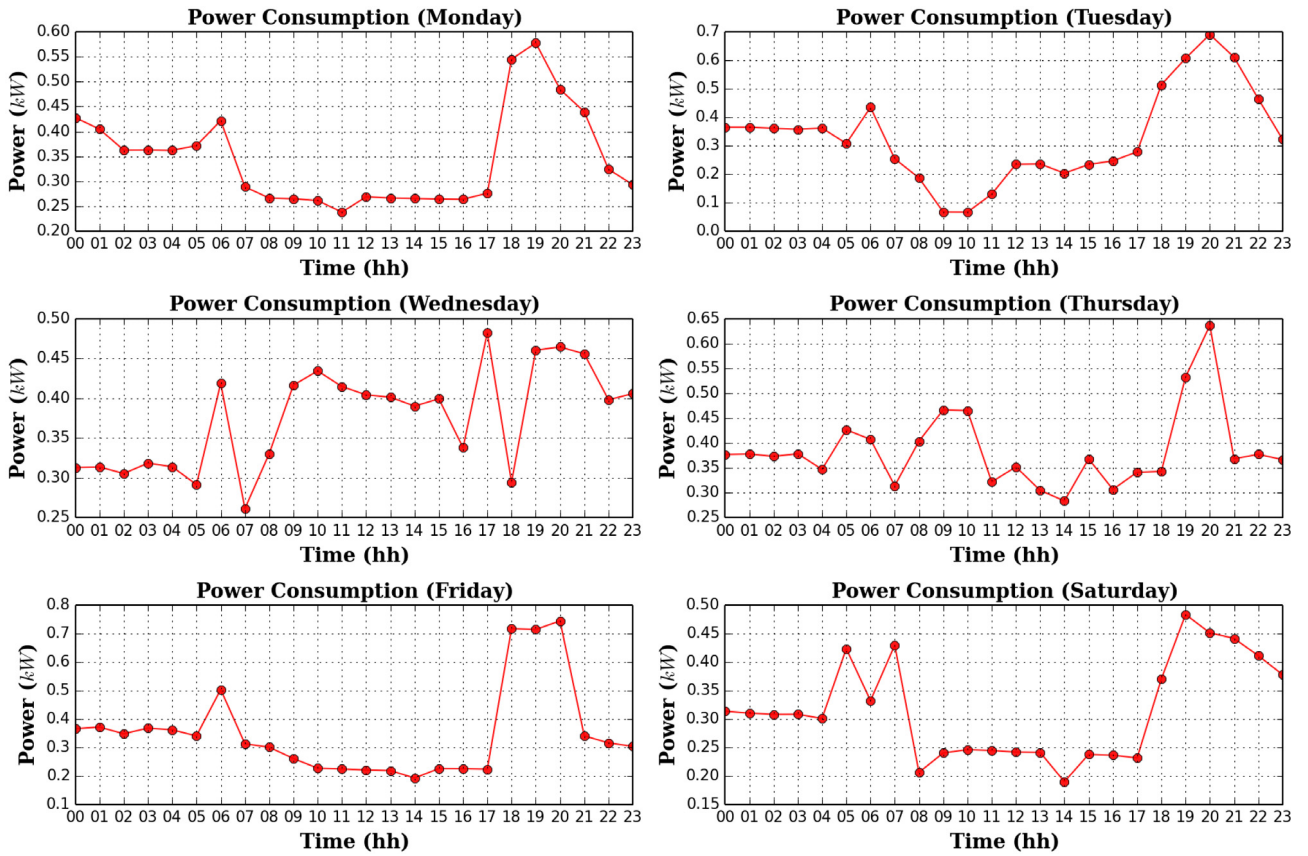 Power Consumption (Monday)
Power (kW)
0.60
0.55
0.50
0.45
0.40
0.35
0.30
0.25
0.20
00 01 02 03 04 05 06 07 08 09 10 11 12 13 14 15 16 17 18 19 20 21 22 23
Time (hh)
Power Consumption (Tuesday)
Power (kW)
0.7
0.6
0.5
0.4
0.3
0.2
0.1
0.0
00 01 02 03 04 05 06 07 08 09 10 11 12 13 14 15 16 17 18 19 20 21 22 23
Time (hh)
Power Consumption (Wednesday)
Power (kW)
0.50
0.45
0.40
0.35
0.30
0.25
00 01 02 03 04 05 06 07 08 09 10 11 12 13 14 15 16 17 18 19 20 21 22 23
Time (hh)
Power Consumption (Thursday)
Power (kW)
0.65
0.60
0.55
0.50
0.45
0.40
0.35
0.30
0.25
00 01 02 03 04 05 06 07 08 09 10 11 12 13 14 15 16 17 18 19 20 21 22 23
Time (hh)
Power Consumption (Friday)
Power (kW)
0.8
0.7
0.6
0.5
0.4
0.3
0.2
0.1
00 01 02 03 04 05 06 07 08 09 10 11 12 13 14 15 16 17 18 19 20 21 22 23
Time (hh)
Power Consumption (Saturday)
Power (kW)
0.50
0.45
0.40
0.35
0.30
0.25
0.20
0.15
00 01 02 03 04 05 06 07 08 09 10 11 12 13 14 15 16 17 18 19 20 21 22 23
Time (hh)